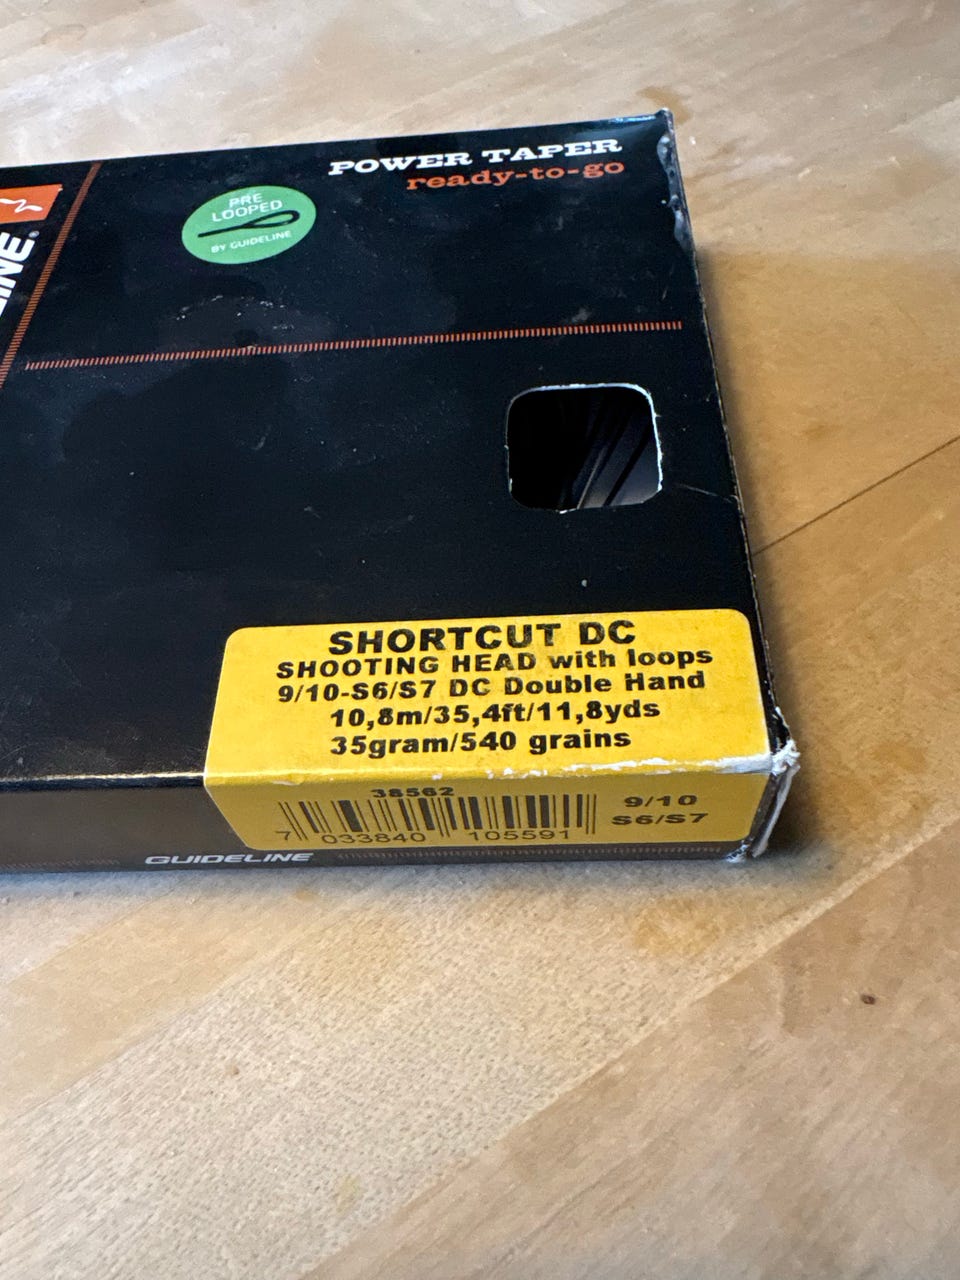 POWER TAPER
ready-to-go
PRE
LOOPED
BY GUIDELINE
INE®
SHORTCUT DC
SHOOTING HEAD with loops
9/10-S6/S7 DC Double Hand
10,8m/35,4ft/11,8yds
35gram/540 grains
38562
7 033840 105591
9/10
S6/S7
GUIDELINE